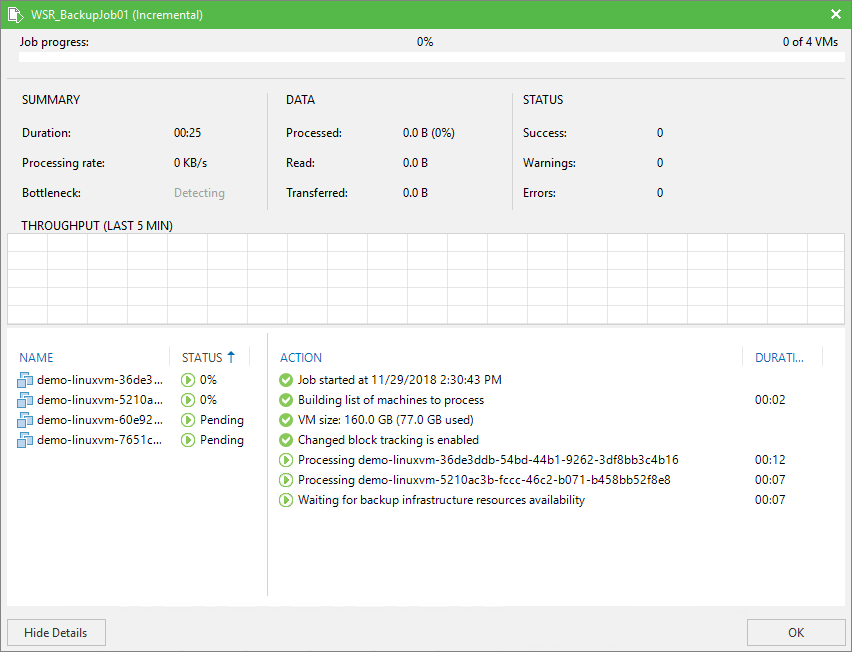 WSR_BackupJob01 (Incremental)
Job progress: 0% 0 of 4 VMs
SUMMARY DATA STATUS
Duration: 00:25 Processed: 0.0 B (0%) Success: 0
Processing rate: 0 KB/s Read: 0.0 B Warnings: 0
Bottleneck: Detecting Transferred: 0.0 B Errors: 0
THROUGHPUT (LAST 5 MIN)
NAME STATUS ACTION DURATI...
demo-linuxvm-36de3... 0% Job started at 11/29/2018 2:30:43 PM
demo-linuxvm-5210a... 0% Building list of machines to process 00:02
demo-linuxvm-60e92... Pending VM size: 160.0 GB (77.0 GB used)
demo-linuxvm-7651c... Pending Changed block tracking is enabled
Processing demo-linuxvm-36de3ddb-54bd-44b1-9262-3df8bb3c4b16 00:12
Processing demo-linuxvm-5210ac3b-fccc-46c2-b071-b458bb52f8e8 00:07
Waiting for backup infrastructure resources availability 00:07
Hide Details OK